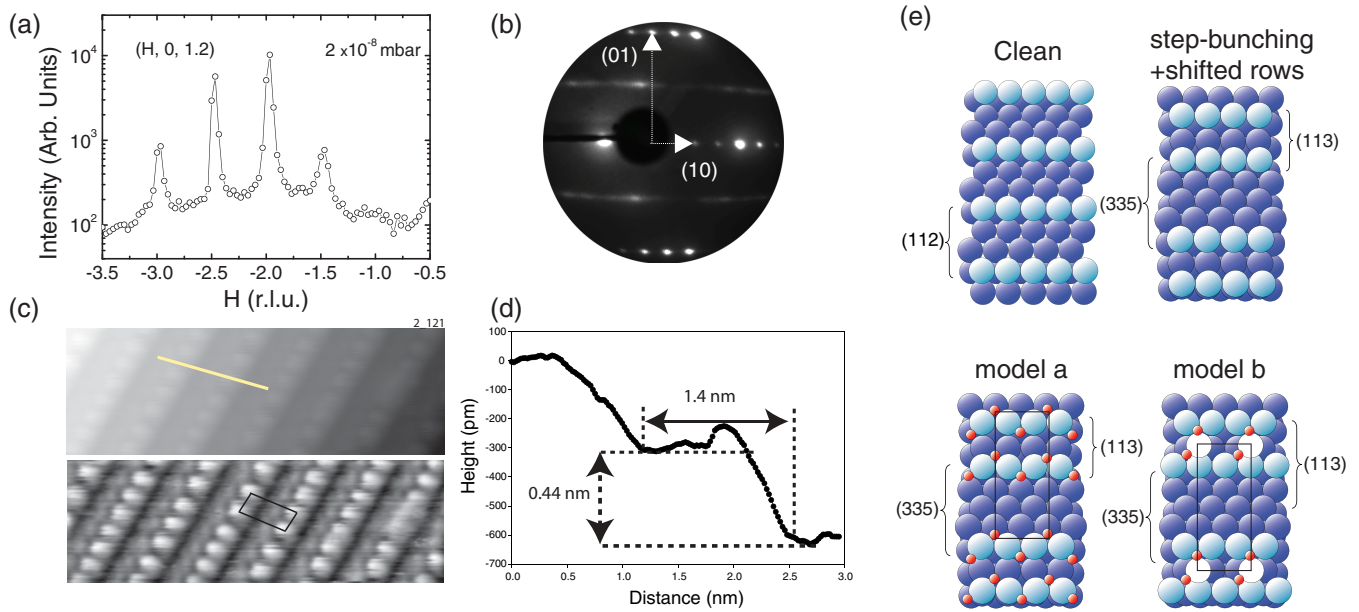 (a)
(H, 0, 1.2)
2 x10⁻⁸ mbar
Intensity (Arb. Units)
10⁴
10³
10²
-3.5 -3.0 -2.5 -2.0 -1.5 -1.0 -0.5
H (r.l.u.)
(b)
(01)
(10)
(c)
2_121
(d)
Height (pm)
100
0
-100
-200
-300
-400
-500
-600
-700
1.4 nm
0.44 nm
0.0 0.5 1.0 1.5 2.0 2.5 3.0
Distance (nm)
(e)
Clean
(112)
step-bunching
+shifted rows
(113)
(335)
model a
(113)
(335)
model b
(113)
(335)